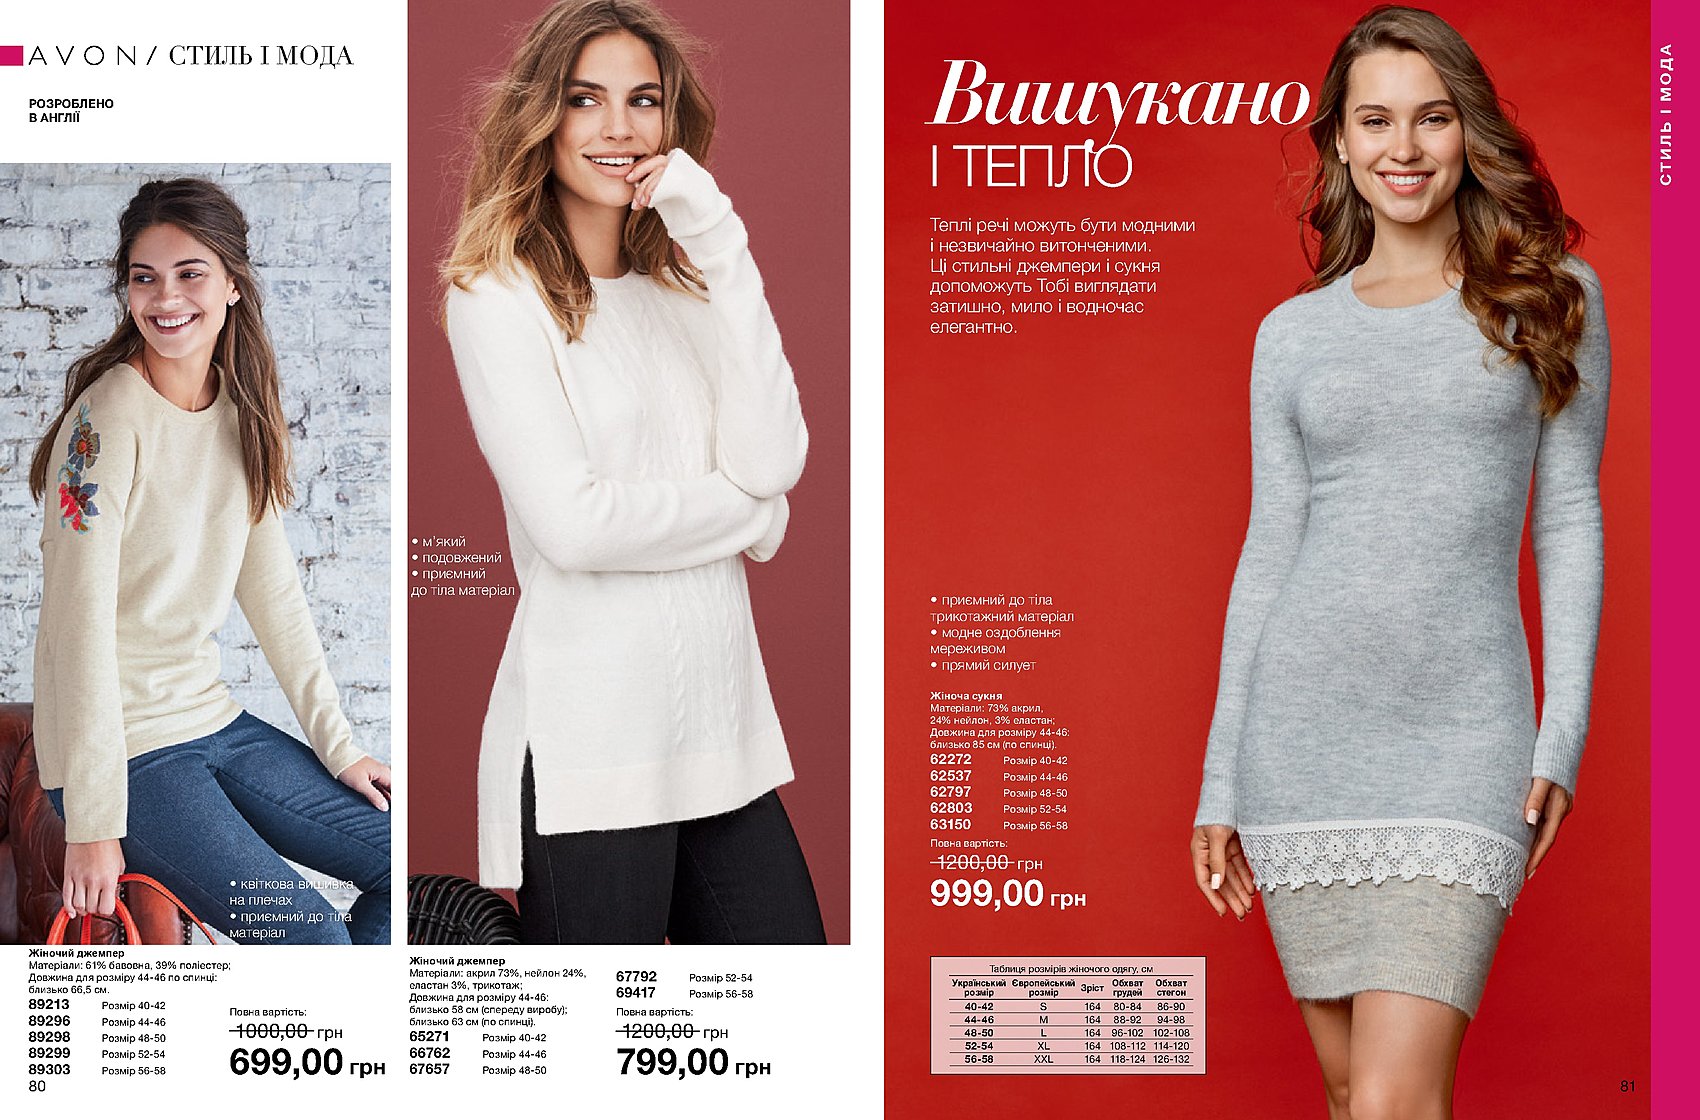 AVON / СТИЛЬ І МОДА
РОЗРОБЛЕНО
В АНГЛІЇ
• квіткова вишивка
на плечах
• приємний до тіла
матеріал
Жіночий джемпер
Матеріали: 61% бавовна, 39% поліестер;
Довжина для розміру 44-46 по спинці:
близько 66,5 см.
89213 Розмір 40-42
89296 Розмір 44-46
89298 Розмір 48-50
89299 Розмір 52-54
89303 Розмір 56-58
Повна вартість:
1000,00 грн
699,00 грн
80
• м'який
• подовжений
• приємний
до тіла матеріал
Жіночий джемпер
Матеріали: акрил 73%, нейлон 24%,
еластан 3%, трикотаж;
Довжина для розміру 44-46:
близько 58 см (спереду виробу);
близько 63 см (по спинці).
65271 Розмір 40-42
66762 Розмір 44-46
67657 Розмір 48-50
67792 Розмір 52-54
69417 Розмір 56-58
Повна вартість:
1200,00 грн
799,00 грн
Вишукано
І ТЕПЛО
Теплі речі можуть бути модними
і незвичайно витонченими.
Ці стильні джемпери і сукня
допоможуть Тобі виглядати
затишно, мило і водночас
елегантно.
• приємний до тіла
трикотажний матеріал
• модне оздоблення
мереживом
• прямий силует
Жіноча сукня
Матеріали: 73% акрил,
24% нейлон, 3% еластан;
Довжина для розміру 44-46:
близько 85 см (по спинці).
62272 Розмір 40-42
62537 Розмір 44-46
62797 Розмір 48-50
62803 Розмір 52-54
63150 Розмір 56-58
Повна вартість:
1200,00 грн
999,00 грн
Таблиця розмірів жіночого одягу, см
Український розмір Європейський розмір Зріст Обхват грудей Обхват стегон
40-42 S 164 80-84 86-90
44-46 M 164 88-92 94-98
48-50 L 164 96-102 102-108
52-54 XL 164 108-112 114-120
56-58 XXL 164 118-124 126-132
СТИЛЬ І МОДА
81